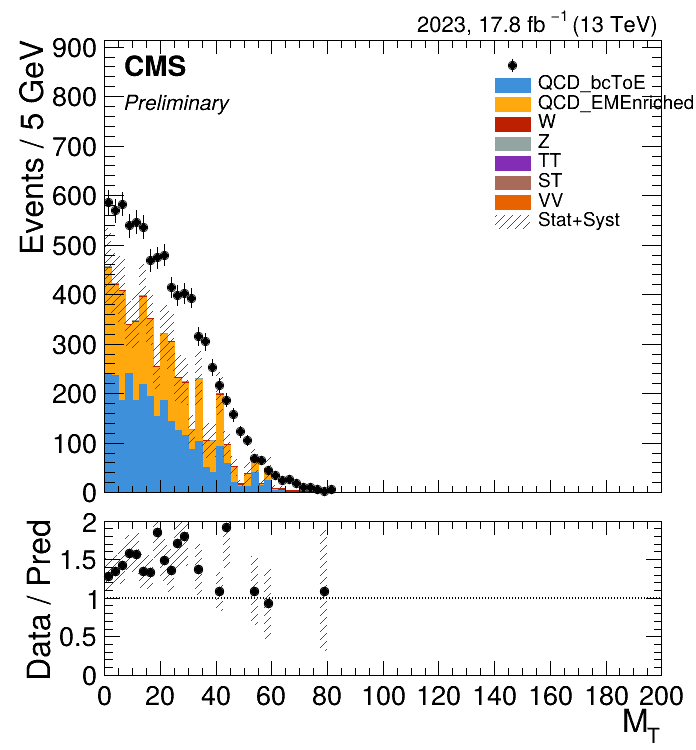 2023, 17.8 fb⁻¹ (13 TeV)
Events / 5 GeV
900
800
700
600
500
400
300
200
100
0
CMS
Preliminary
QCD_bcToE
QCD_EMEnriched
W
Z
TT
ST
VV
Stat+Syst
Data / Pred
2
1.5
1
0.5
0
0 20 40 60 80 100 120 140 160 180 200
M_T